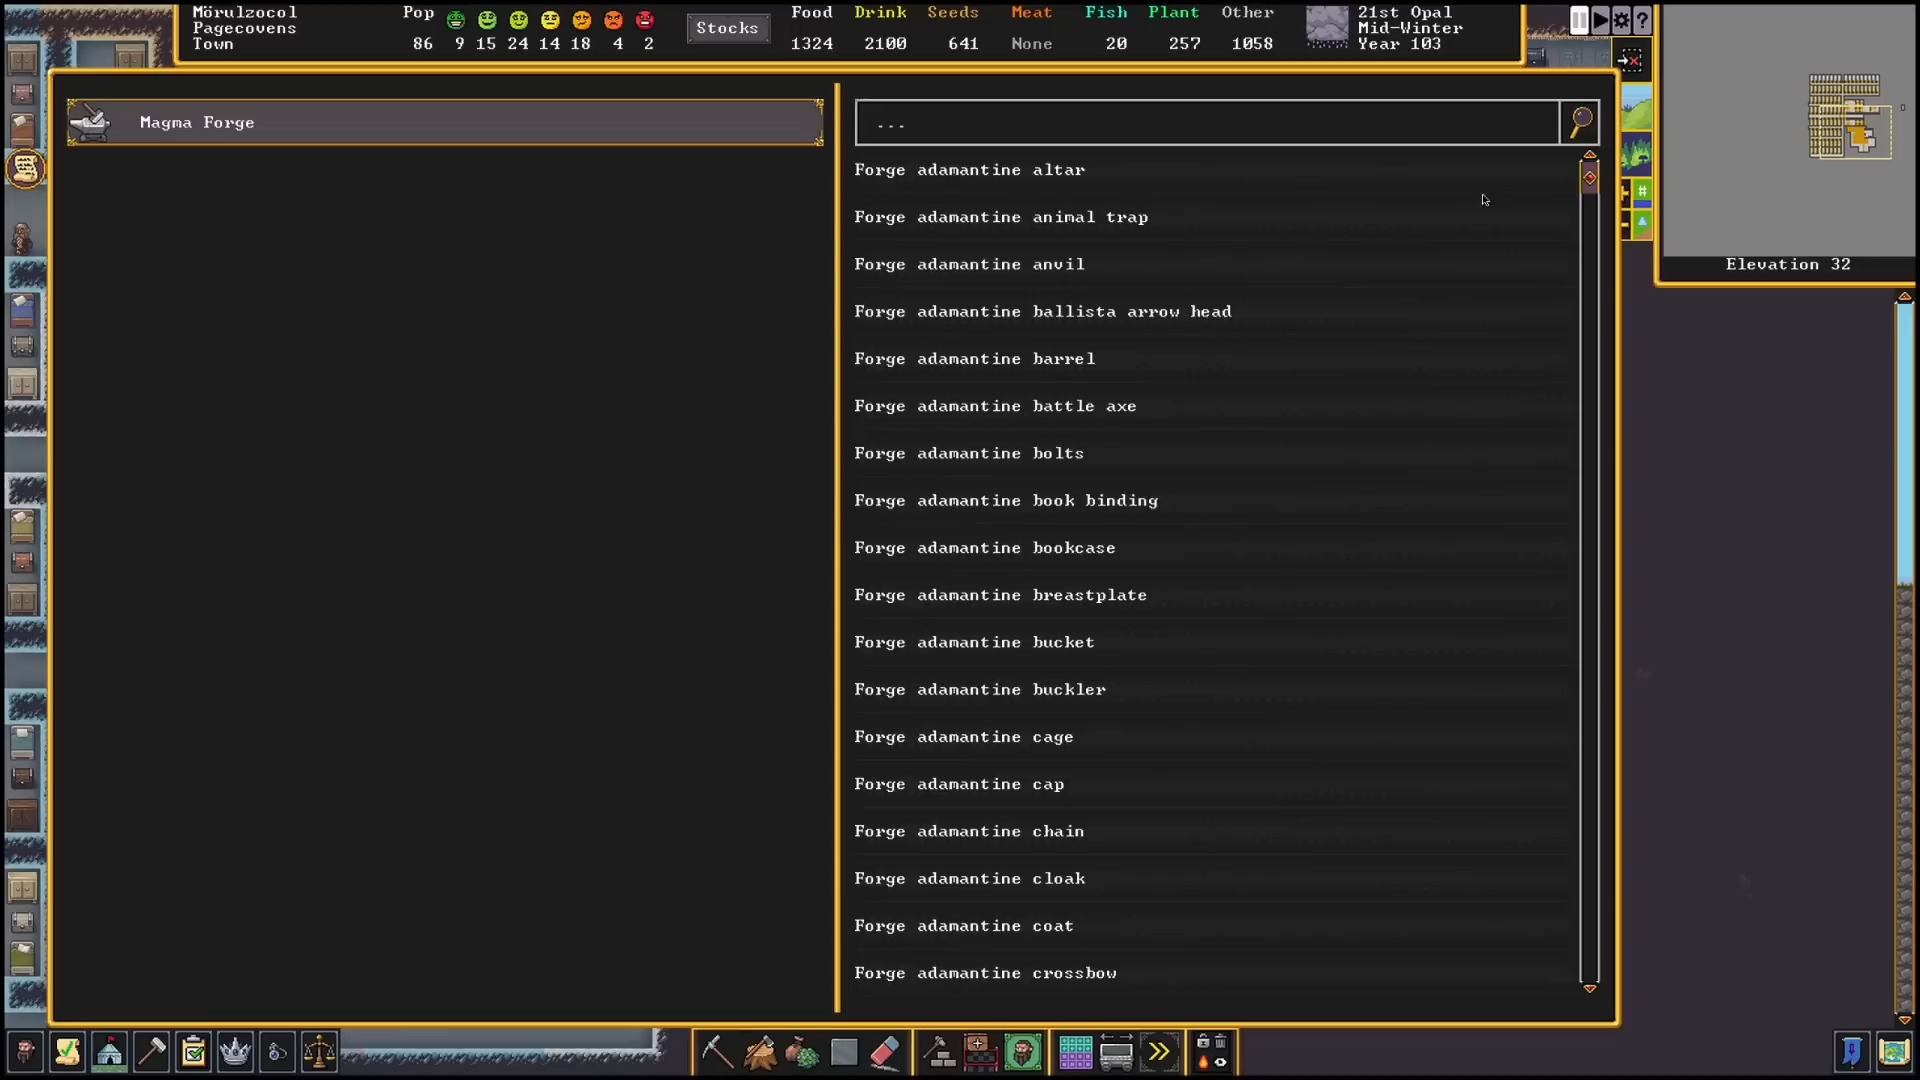 Mörulzocol
Pagecovens
Town
Pop
86 9 15 24 14 18 4 2
Stocks
Food Drink Seeds Meat Fish Plant Other
1324 2100 641 None 20 257 1058
21st Opal
Mid-Winter
Year 103
Elevation 32
Magma Forge
...
Forge adamantine altar
Forge adamantine animal trap
Forge adamantine anvil
Forge adamantine ballista arrow head
Forge adamantine barrel
Forge adamantine battle axe
Forge adamantine bolts
Forge adamantine book binding
Forge adamantine bookcase
Forge adamantine breastplate
Forge adamantine bucket
Forge adamantine buckler
Forge adamantine cage
Forge adamantine cap
Forge adamantine chain
Forge adamantine cloak
Forge adamantine coat
Forge adamantine crossbow